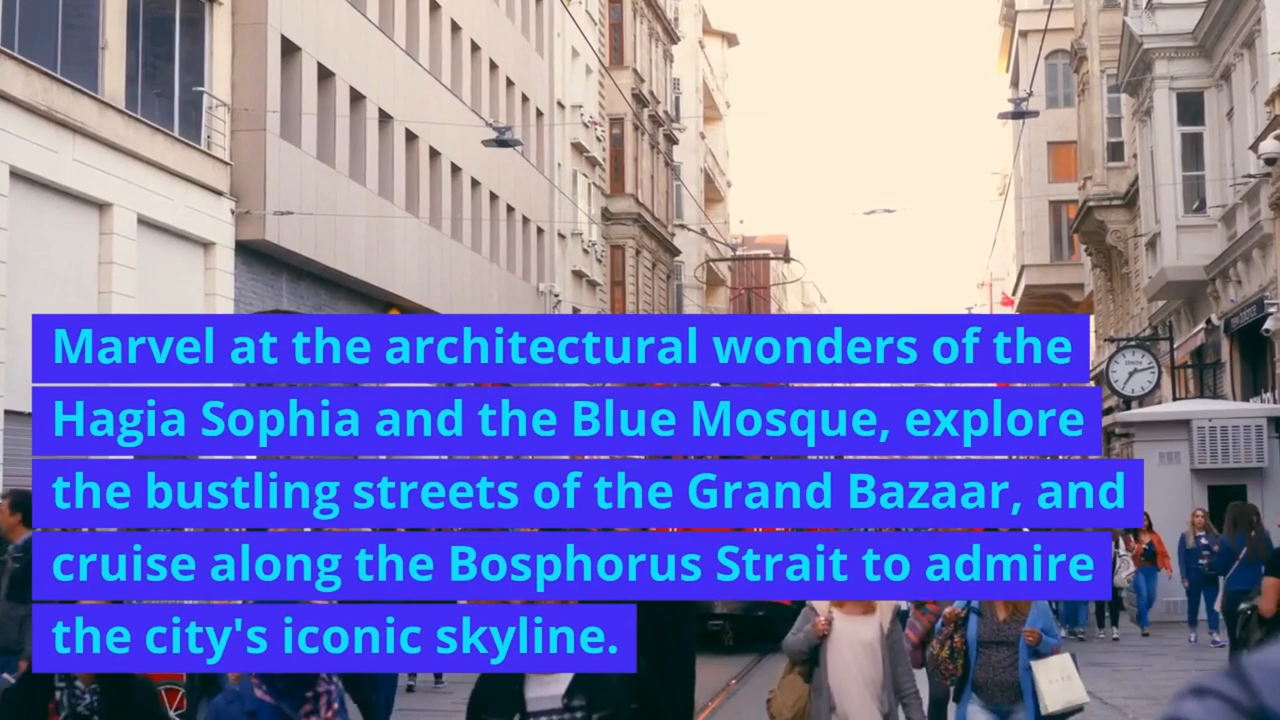 Marvel at the architectural wonders of the
Hagia Sophia and the Blue Mosque, explore
the bustling streets of the Grand Bazaar, and
cruise along the Bosphorus Strait to admire
the city's iconic skyline.
ZENITH